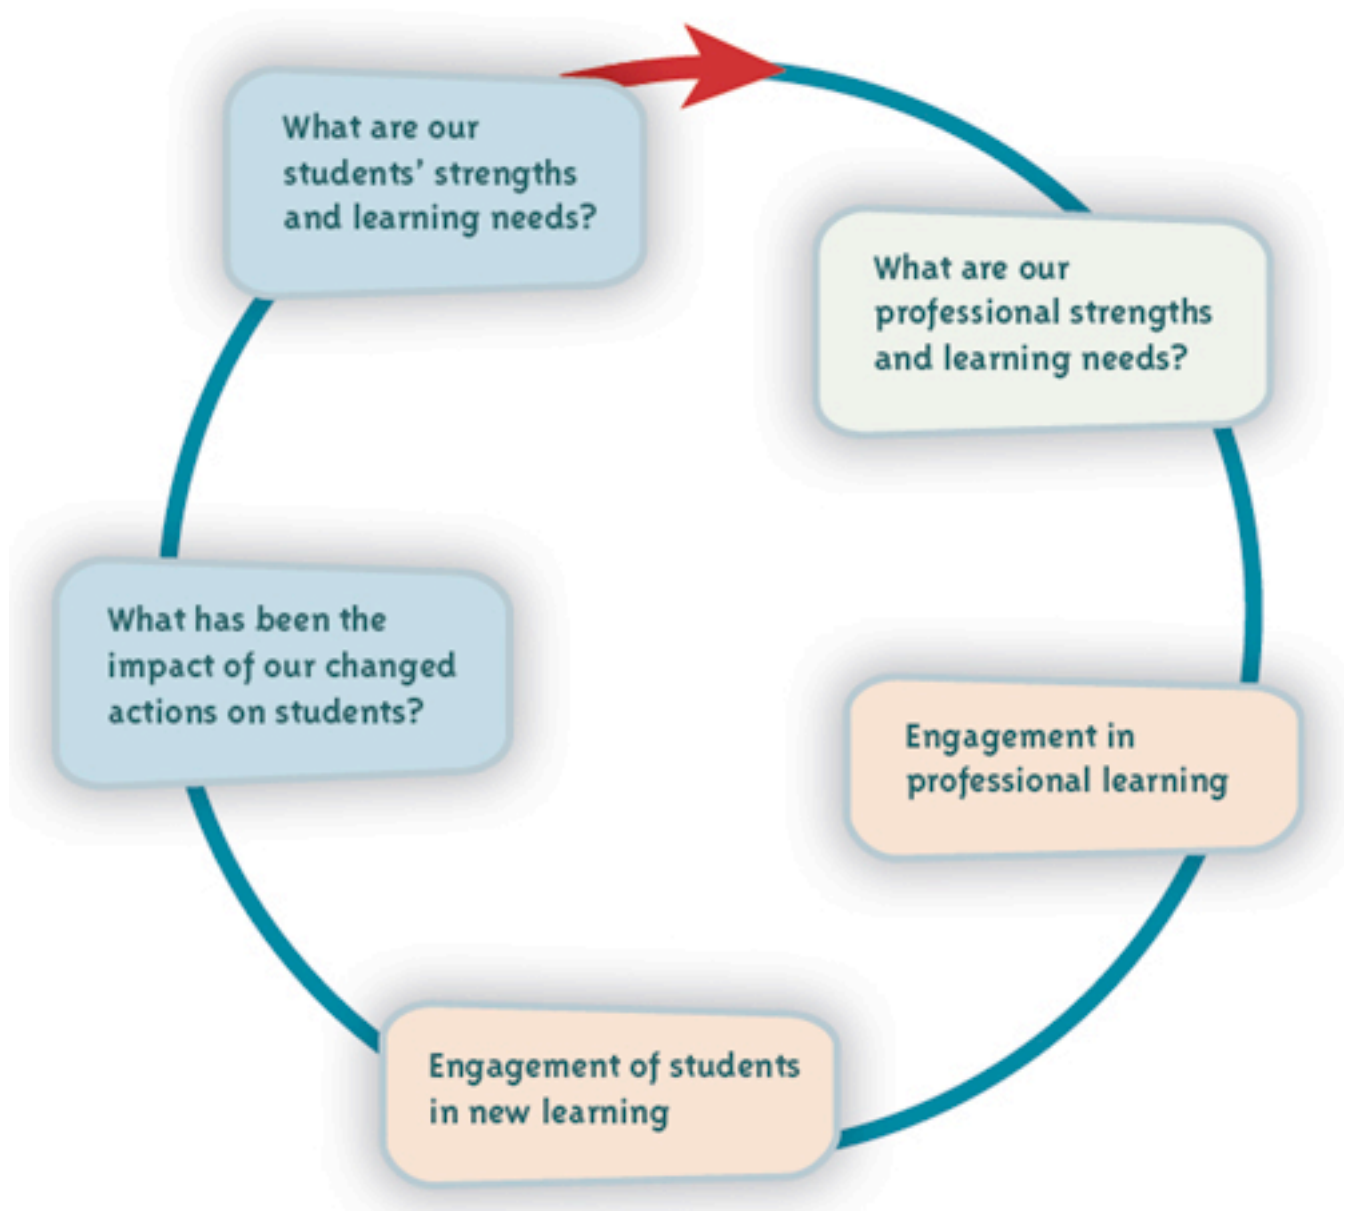 What are our
students’ strengths
and learning needs?
What are our
professional strengths
and learning needs?
Engagement in
professional learning
Engagement of students
in new learning
What has been the
impact of our changed
actions on students?